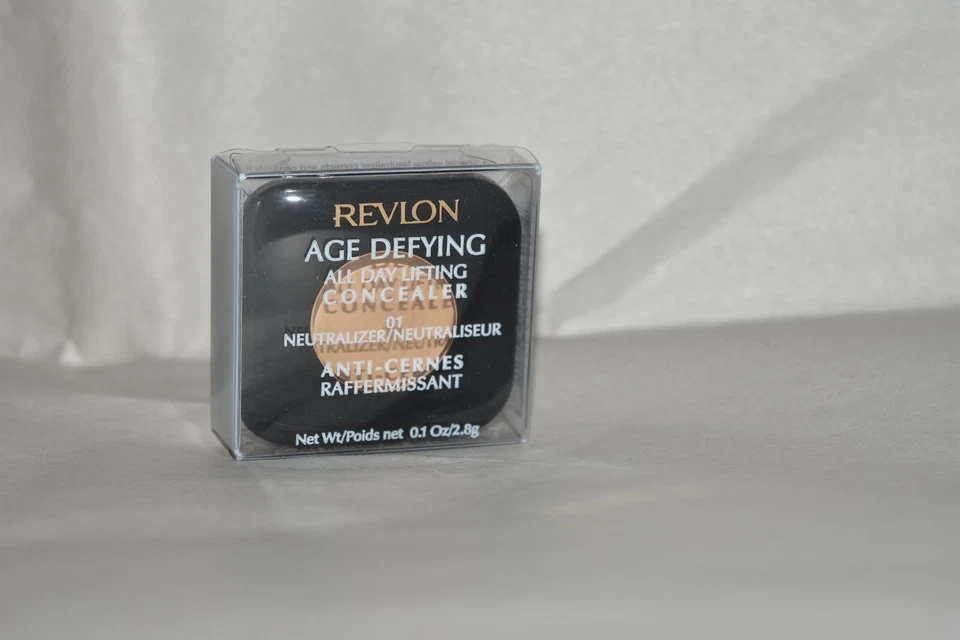 REVLON
AGE DEFYING
ALL DAY LIFTING
CONCEALER
01
NEUTRALIZER/NEUTRALISEUR
ANTI-CERNES
RAFFERMISSANT
Net Wt/Poids net 0.1 Oz/2.8g